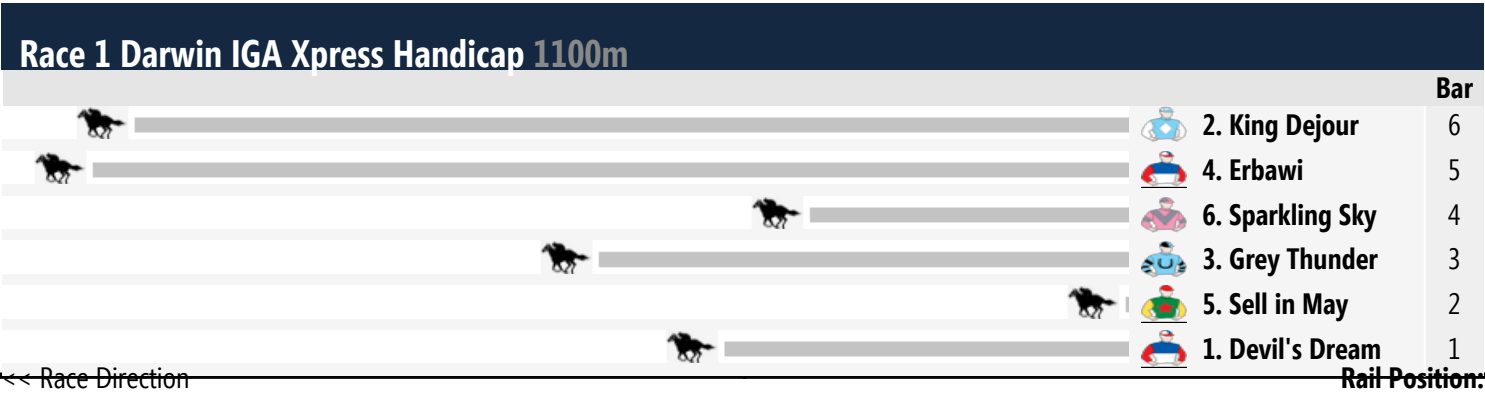 Race 1 Darwin IGA Xpress Handicap 1100m
Bar
2. King Dejour 6
4. Erbawi 5
6. Sparkling Sky 4
3. Grey Thunder 3
5. Sell in May 2
1. Devil's Dream 1
<< Race Direction Rail Position: